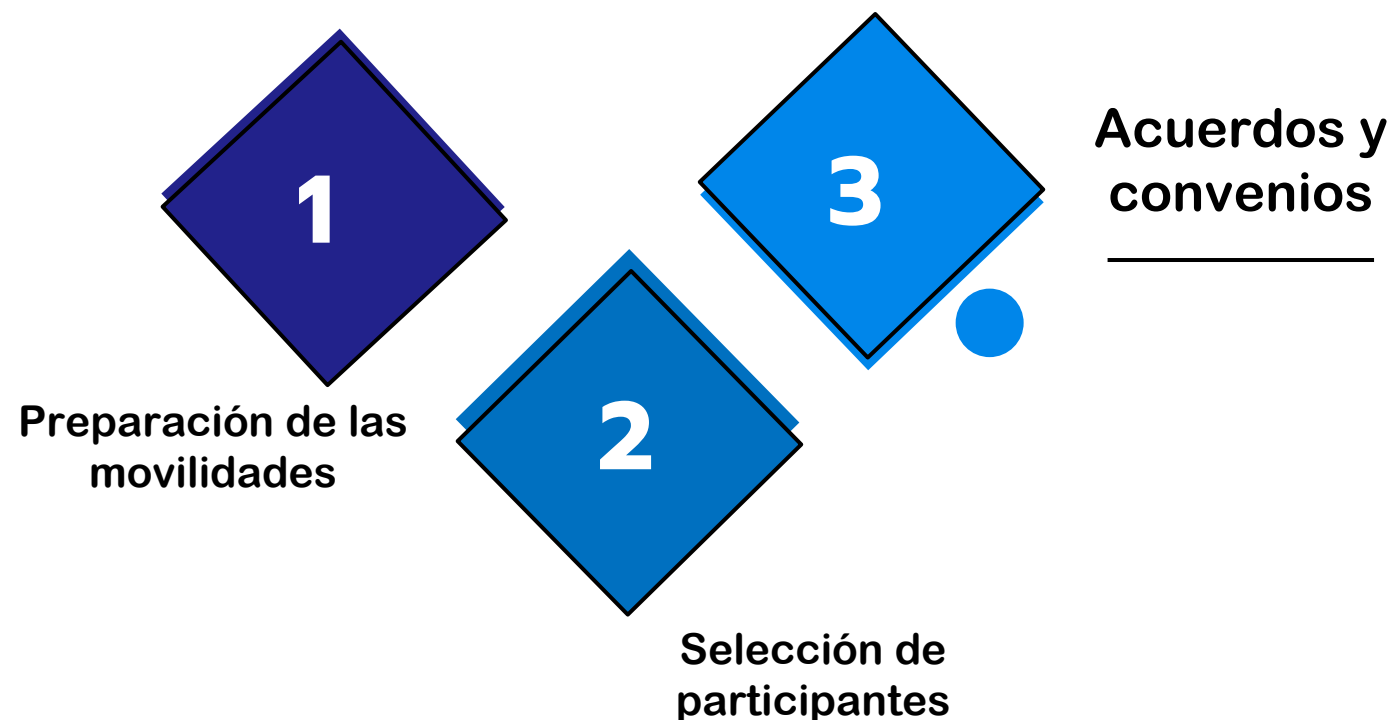 1
Preparación de las
movilidades
2
Selección de
participantes
3
Acuerdos y
convenios